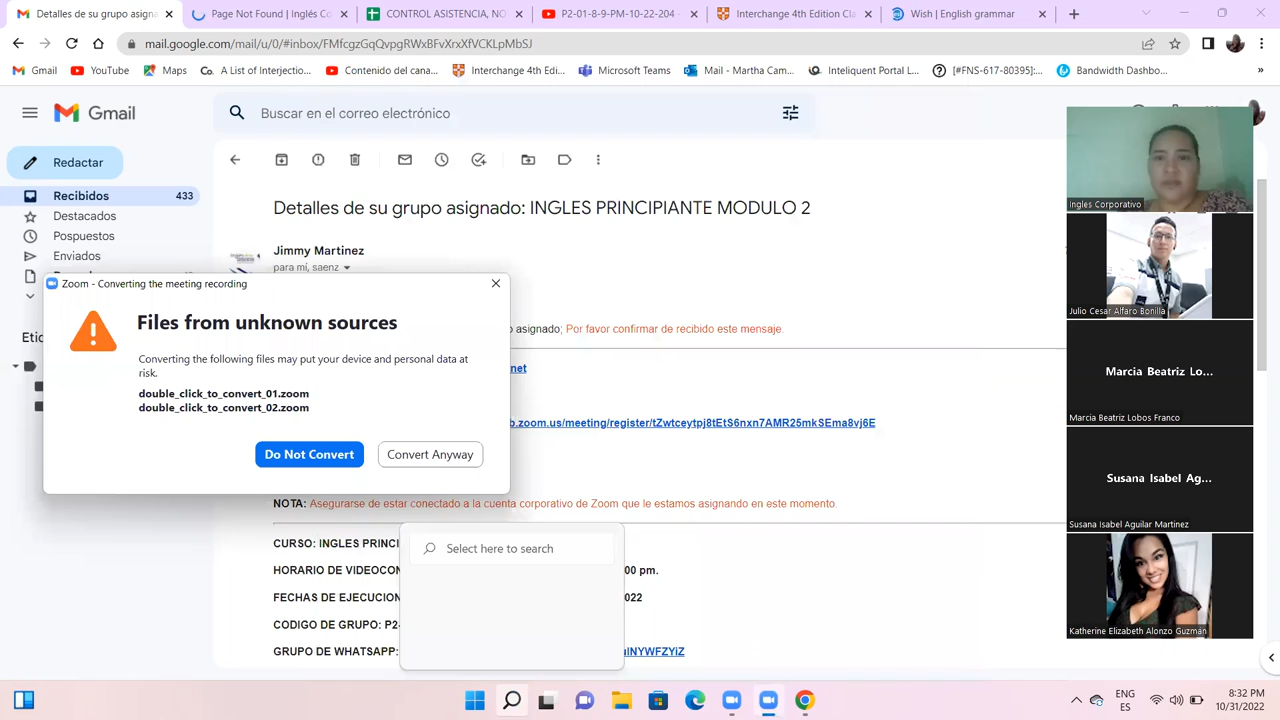 Detalles de su grupo asigna
Page Not Found | Inglés Co
CONTROL ASISTENCIA, NO
P2-01-8-9-PM-10-22-204 -
Interchange 4th Edition Cla
Wish | English grammar
mail.google.com/mail/u/0/#inbox/FMfcgzGqQvpgRWxBFvXrxXfVCKLpMbSJ
Gmail
YouTube
Maps
A List of Interjectio...
Contenido del cana...
Interchange 4th Edi...
Microsoft Teams
Mail - Martha Cam...
Inteliquent Portal L...
[#FNS-617-80395]:...
Bandwidth Dashbo...
Gmail
Buscar en el correo electrónico
Redactar
Recibidos 433
Destacados
Pospuestos
Enviados
Etic
Detalles de su grupo asignado: INGLES PRINCIPIANTE MODULO 2
Jimmy Martinez
para mí, saenz
o asignado; Por favor confirmar de recibido este mensaje.
net
b.zoom.us/meeting/register/tZwtceytpj8tEtS6nxn7AMR25mkSEma8vj6E
NOTA: Asegurarse de estar conectado a la cuenta corporativo de Zoom que le estamos asignando en este momento.
CURSO: INGLES PRINCI
HORARIO DE VIDEOCON
00 pm.
FECHAS DE EJECUCION
022
CODIGO DE GRUPO: P2-
GRUPO DE WHATSAPP:
uINYWFZYiZ
Zoom - Converting the meeting recording
Files from unknown sources
Converting the following files may put your device and personal data at
risk.
double_click_to_convert_01.zoom
double_click_to_convert_02.zoom
Do Not Convert
Convert Anyway
Select here to search
Ingles Corporativo
Julio Cesar Alfaro Bonilla
Marcia Beatriz Lo...
Marcia Beatriz Lobos Franco
Susana Isabel Ag...
Susana Isabel Aguilar Martinez
Katherine Elizabeth Alonzo Guzmán
ENG
ES
8:32 PM
10/31/2022